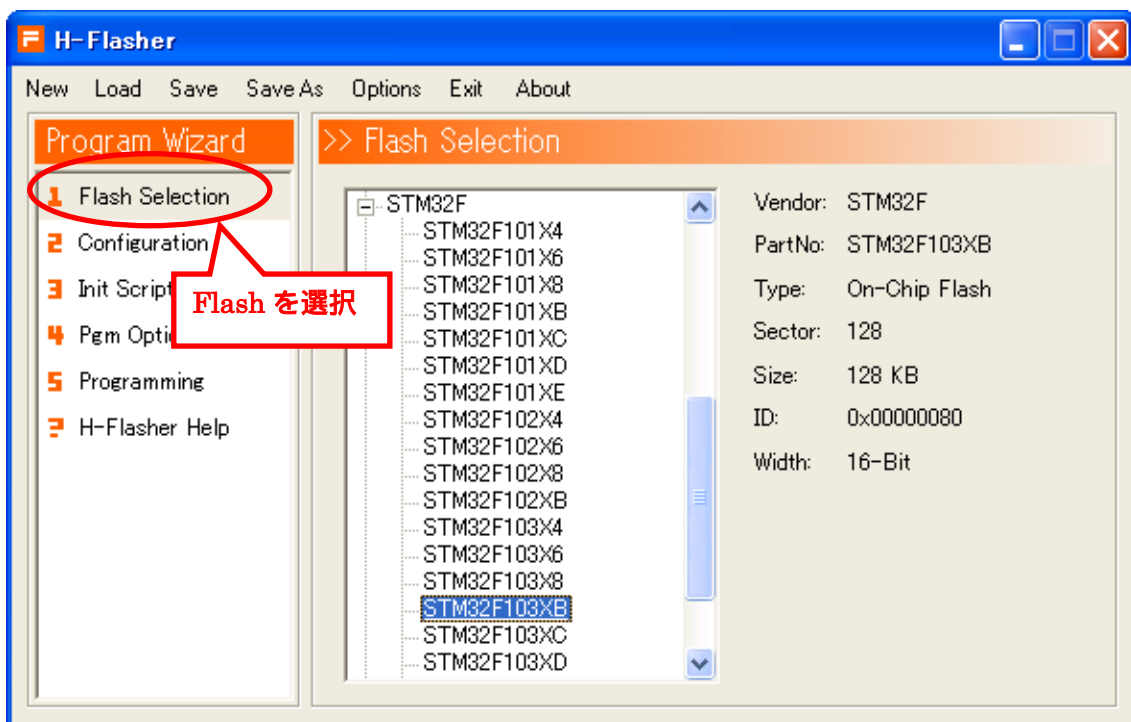 H-Flasher
New Load Save Save As Options Exit About
Program Wizard
>> Flash Selection
1 Flash Selection
2 Configuration
3 Init Script
4 Pgm Opti
5 Programming
? H-Flasher Help
Flash を選択
STM32F
STM32F101X4
STM32F101X6
STM32F101X8
STM32F101XB
STM32F101XC
STM32F101XD
STM32F101XE
STM32F102X4
STM32F102X6
STM32F102X8
STM32F102XB
STM32F103X4
STM32F103X6
STM32F103X8
STM32F103XB
STM32F103XC
STM32F103XD
Vendor: STM32F
PartNo: STM32F103XB
Type: On-Chip Flash
Sector: 128
Size: 128 KB
ID: 0x00000080
Width: 16-Bit